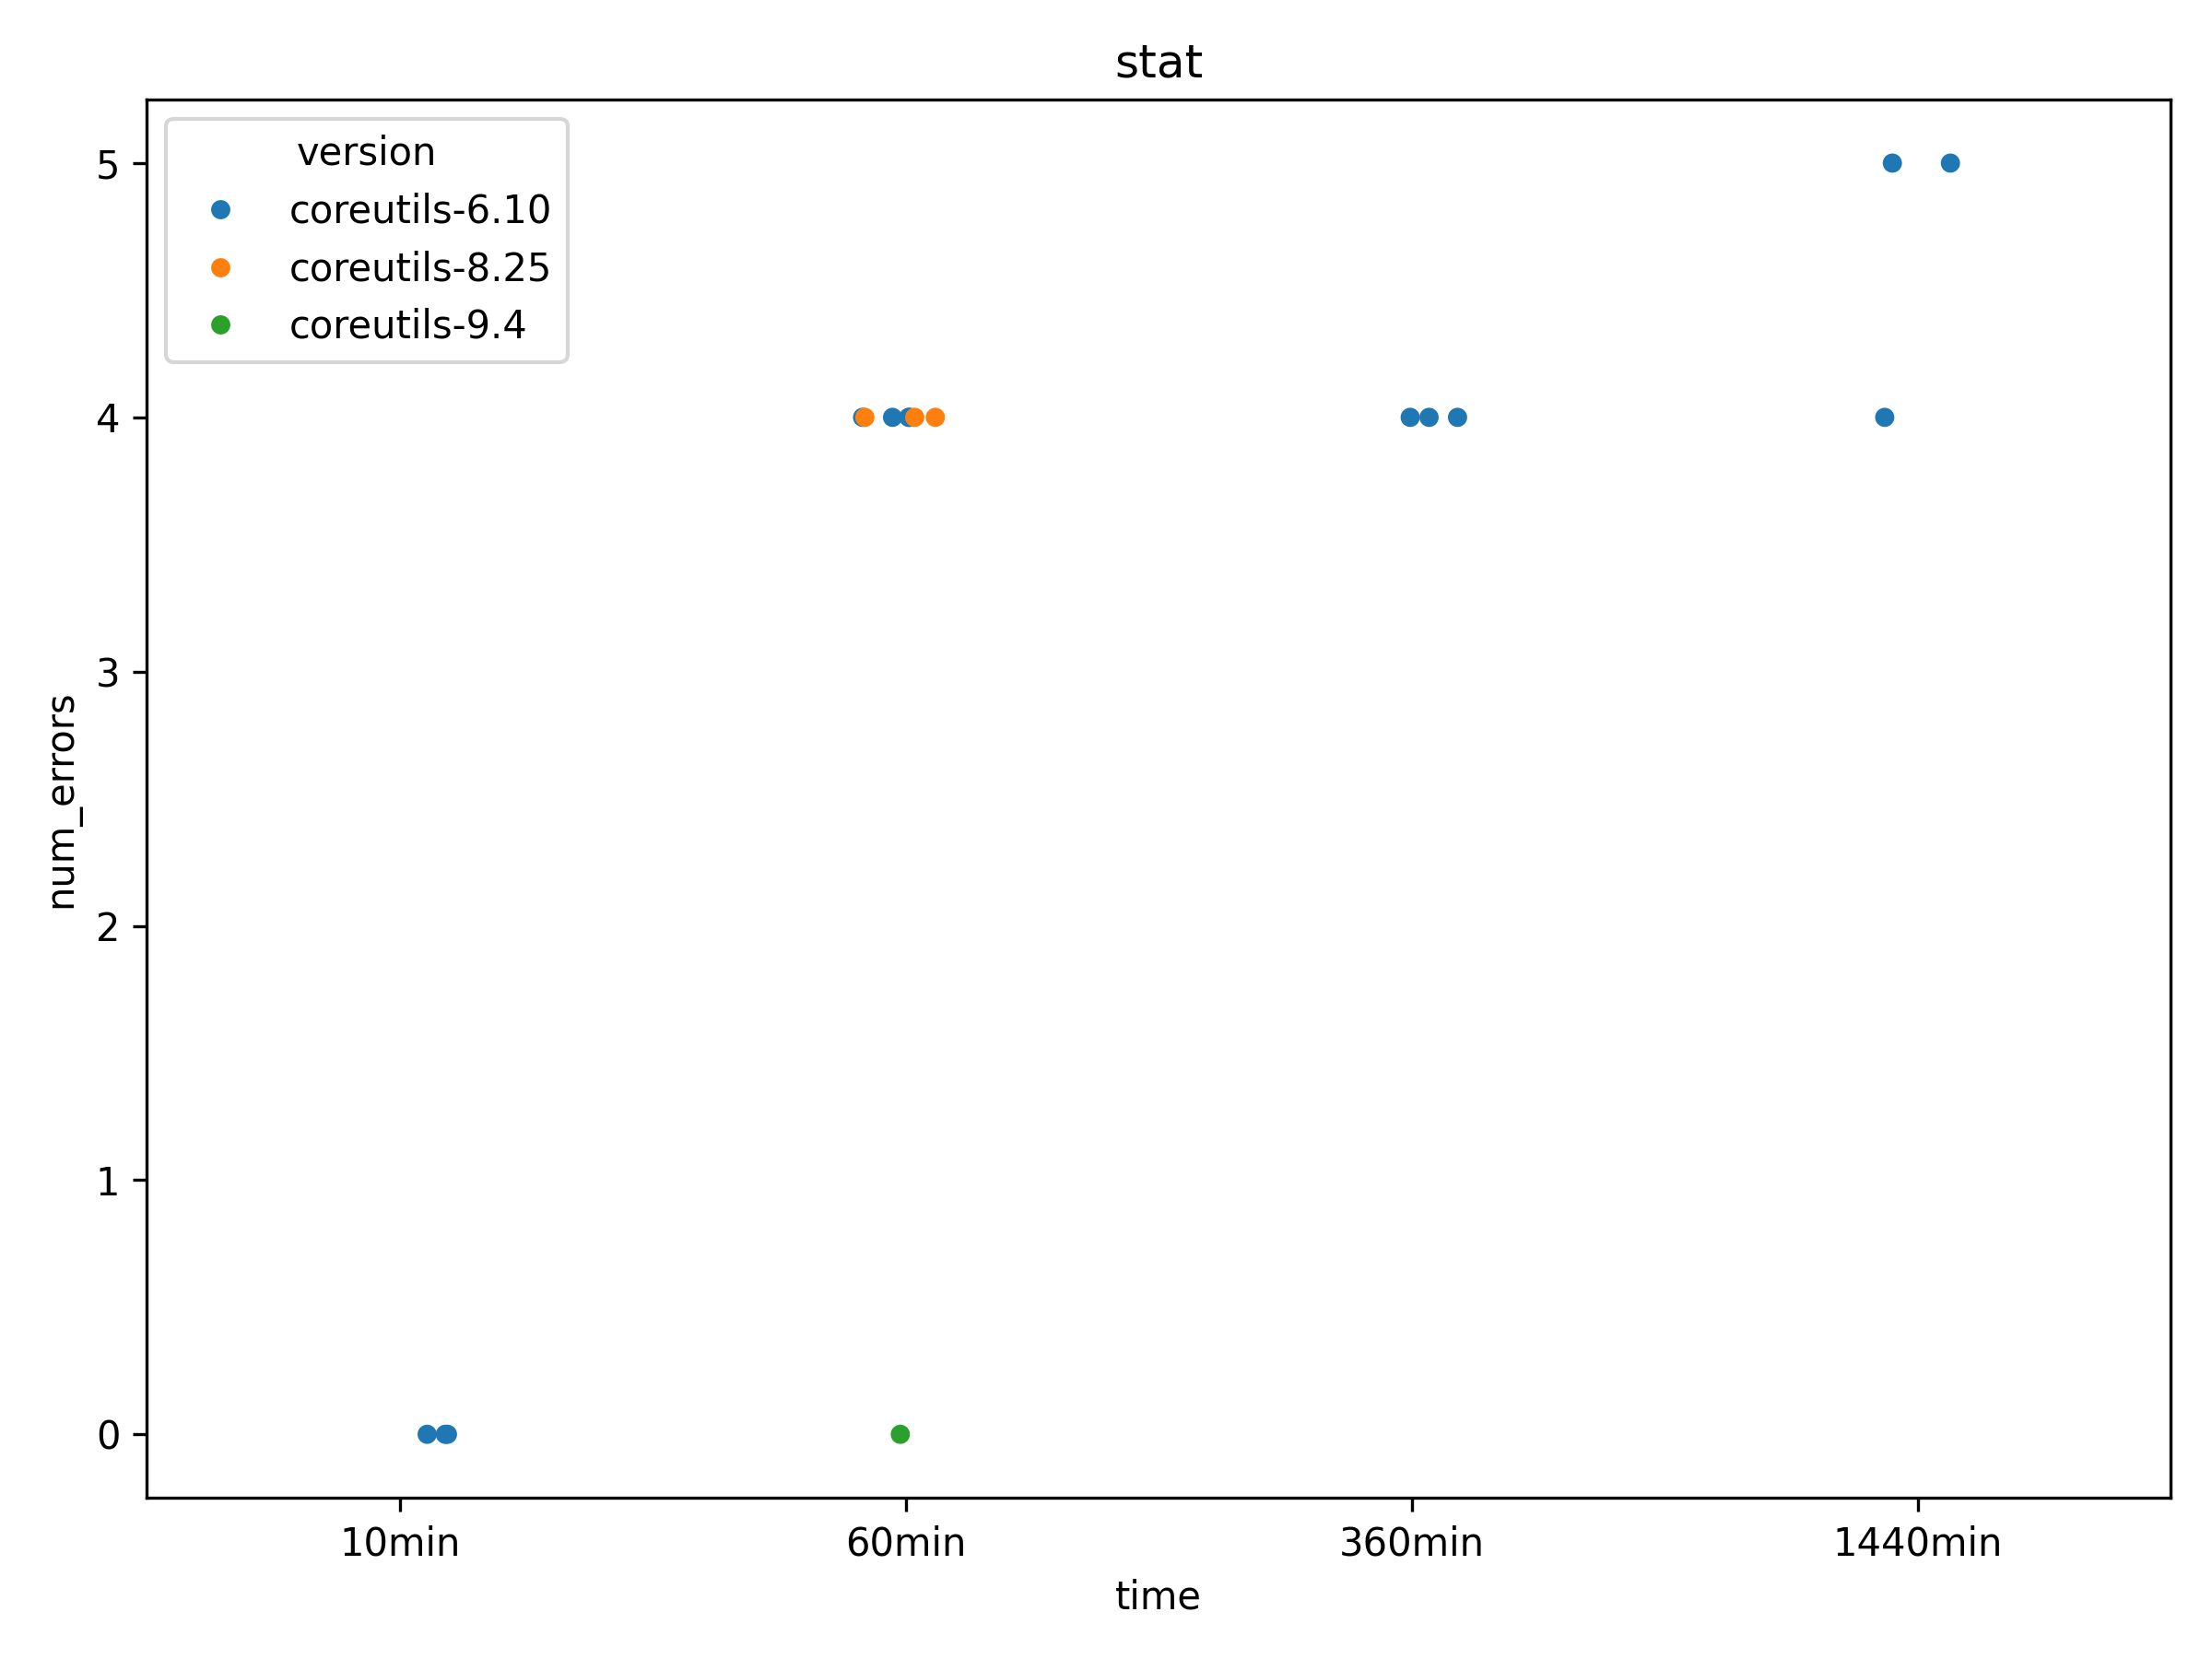 stat
version
coreutils-6.10
coreutils-8.25
coreutils-9.4
num_errors
5
4
3
2
1
0
10min 60min 360min 1440min
time